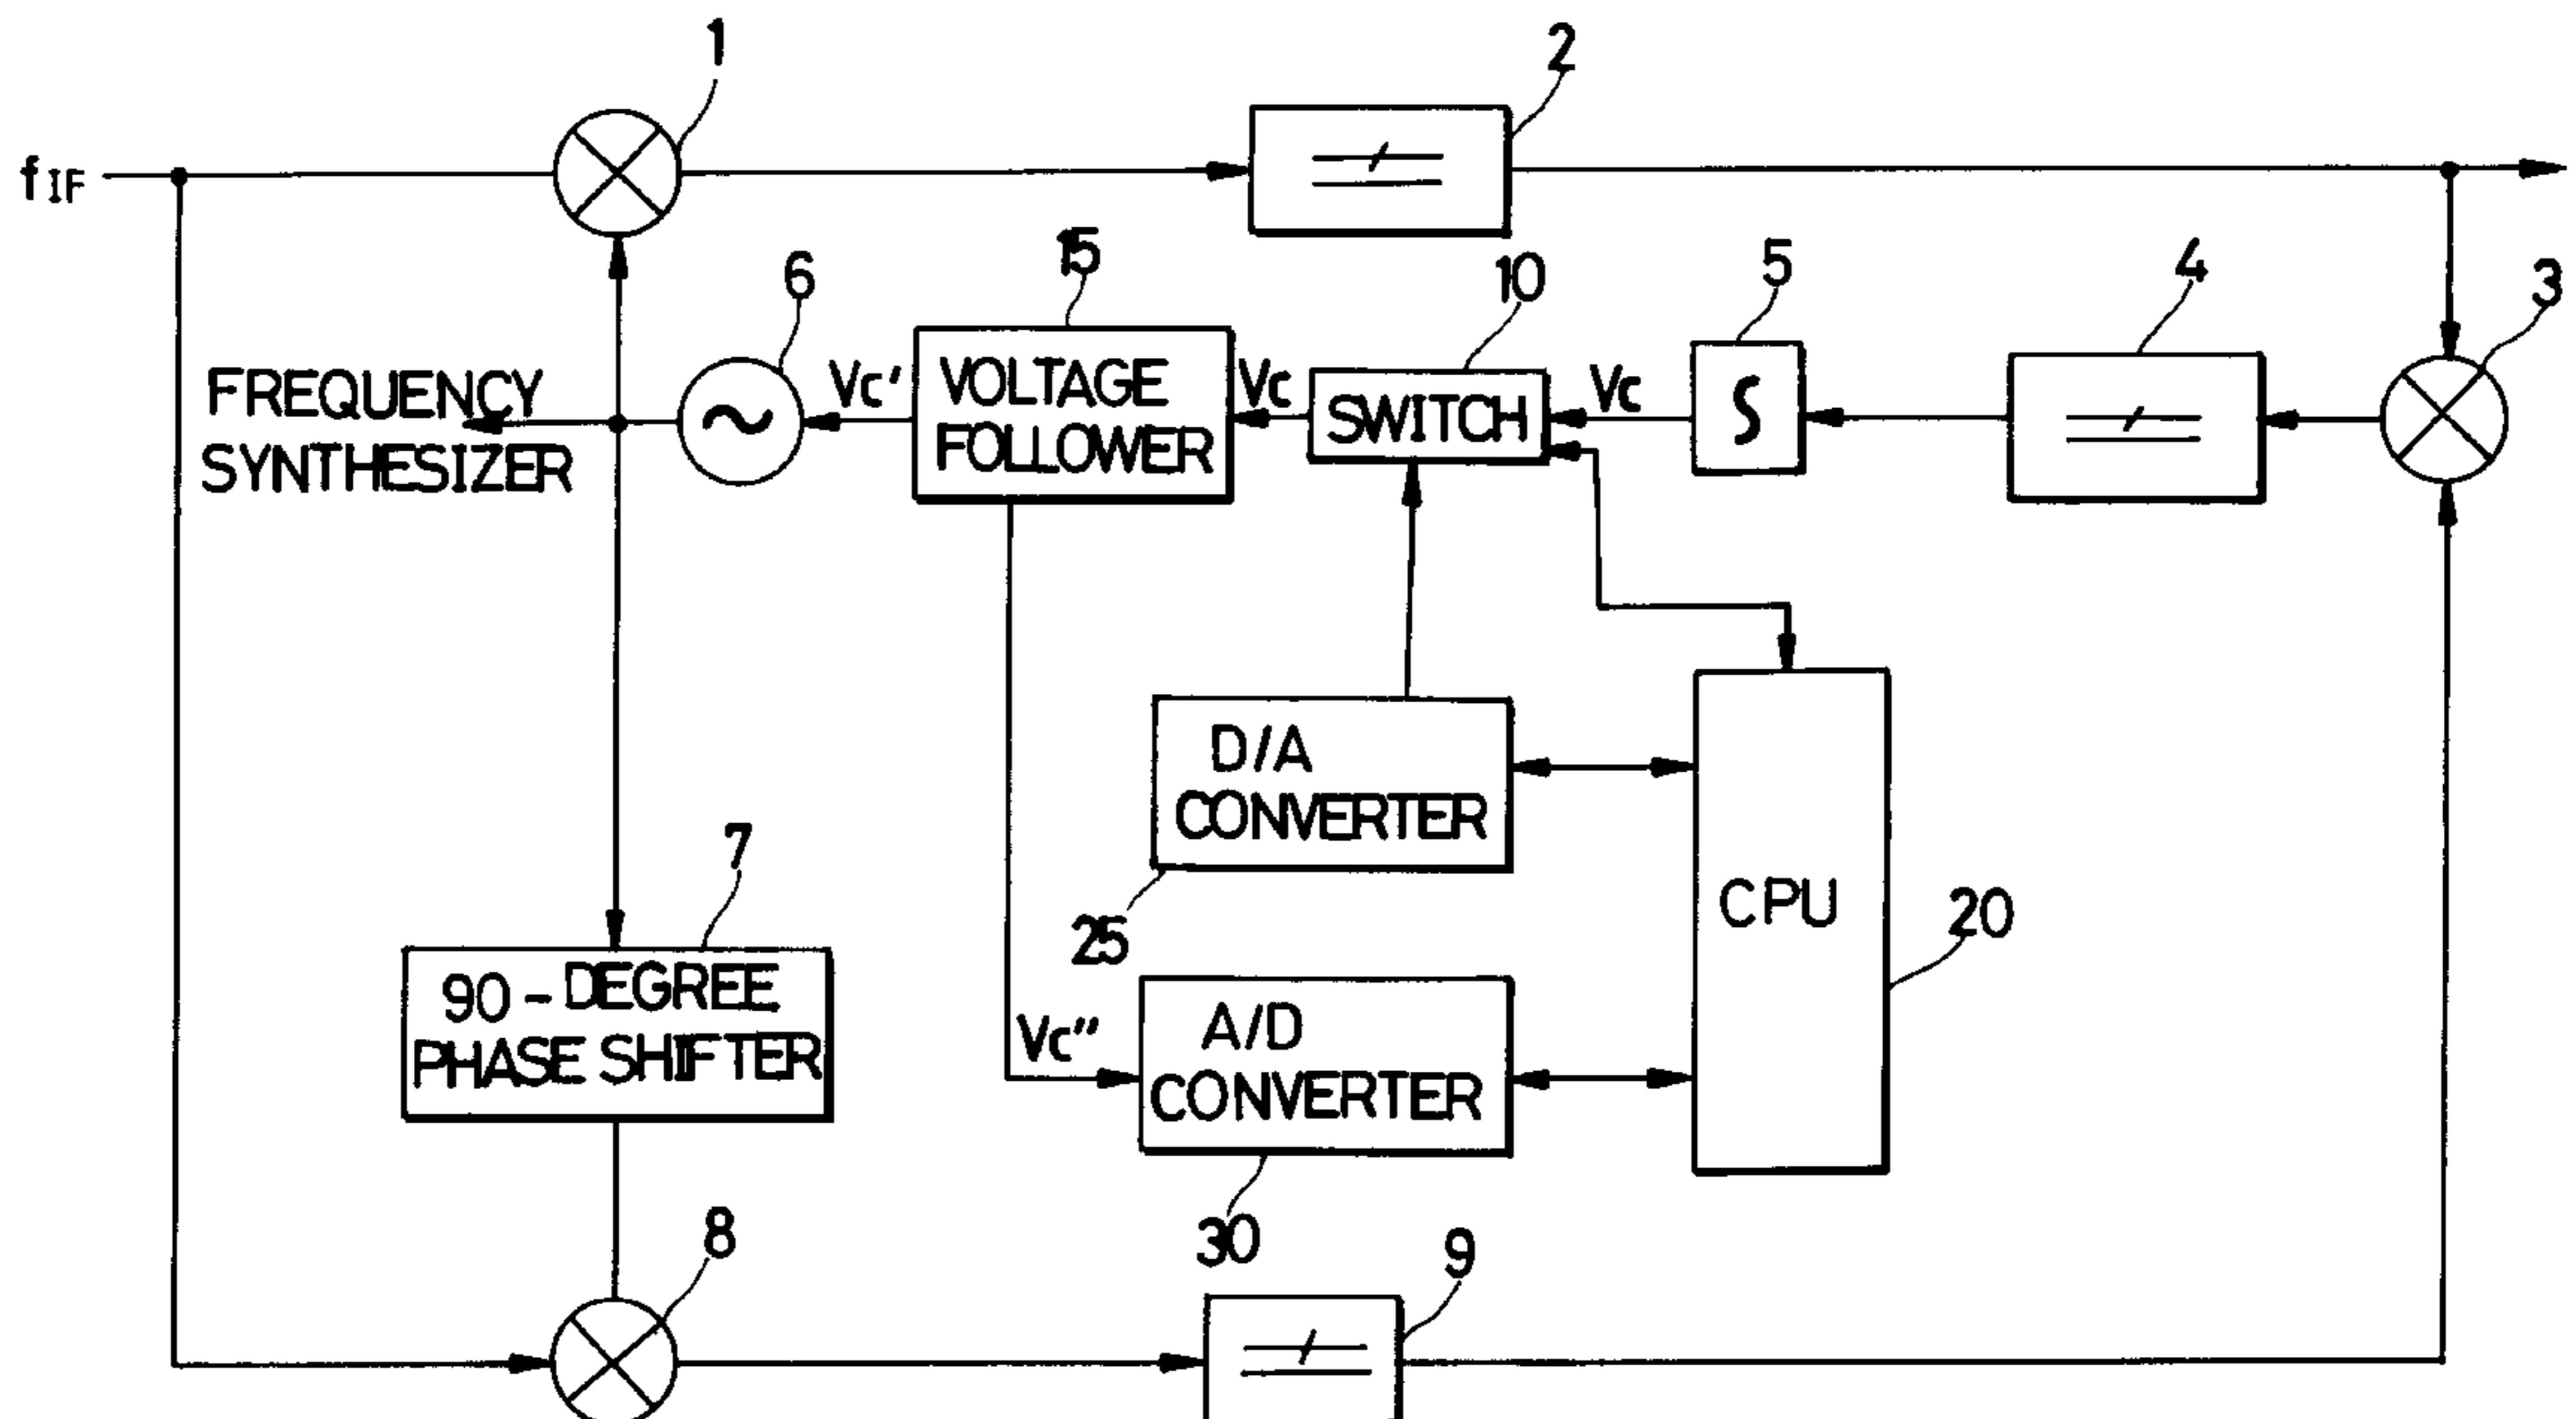 1
2
fIF
15
6
10
5
4
3
FREQUENCY
SYNTHESIZER
Vc'
VOLTAGE
FOLLOWER
Vc
SWITCH
Vc
∫
~
D/A
CONVERTER
25
CPU
20
7
90-DEGREE
PHASE SHIFTER
Vc"
A/D
CONVERTER
30
8
9